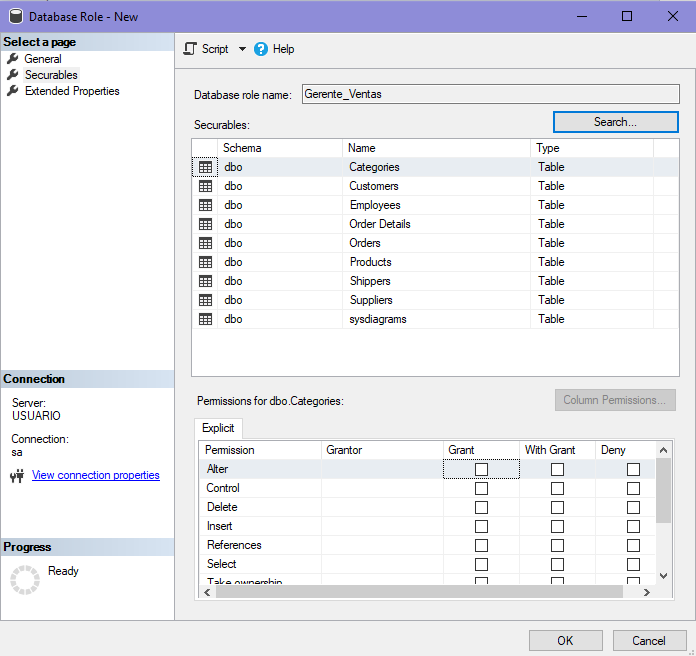 Database Role - New
Select a page
General
Securables
Extended Properties
Script Help
Database role name: Gerente_Ventas
Securables: Search...
Schema Name Type
dbo Categories Table
dbo Customers Table
dbo Employees Table
dbo Order Details Table
dbo Orders Table
dbo Products Table
dbo Shippers Table
dbo Suppliers Table
dbo sysdiagrams Table
Connection
Server:
USUARIO
Connection:
sa
View connection properties
Progress
Ready
Permissions for dbo.Categories: Column Permissions...
Explicit
Permission Grantor Grant With Grant Deny
Alter
Control
Delete
Insert
References
Select
Take ownership
OK Cancel